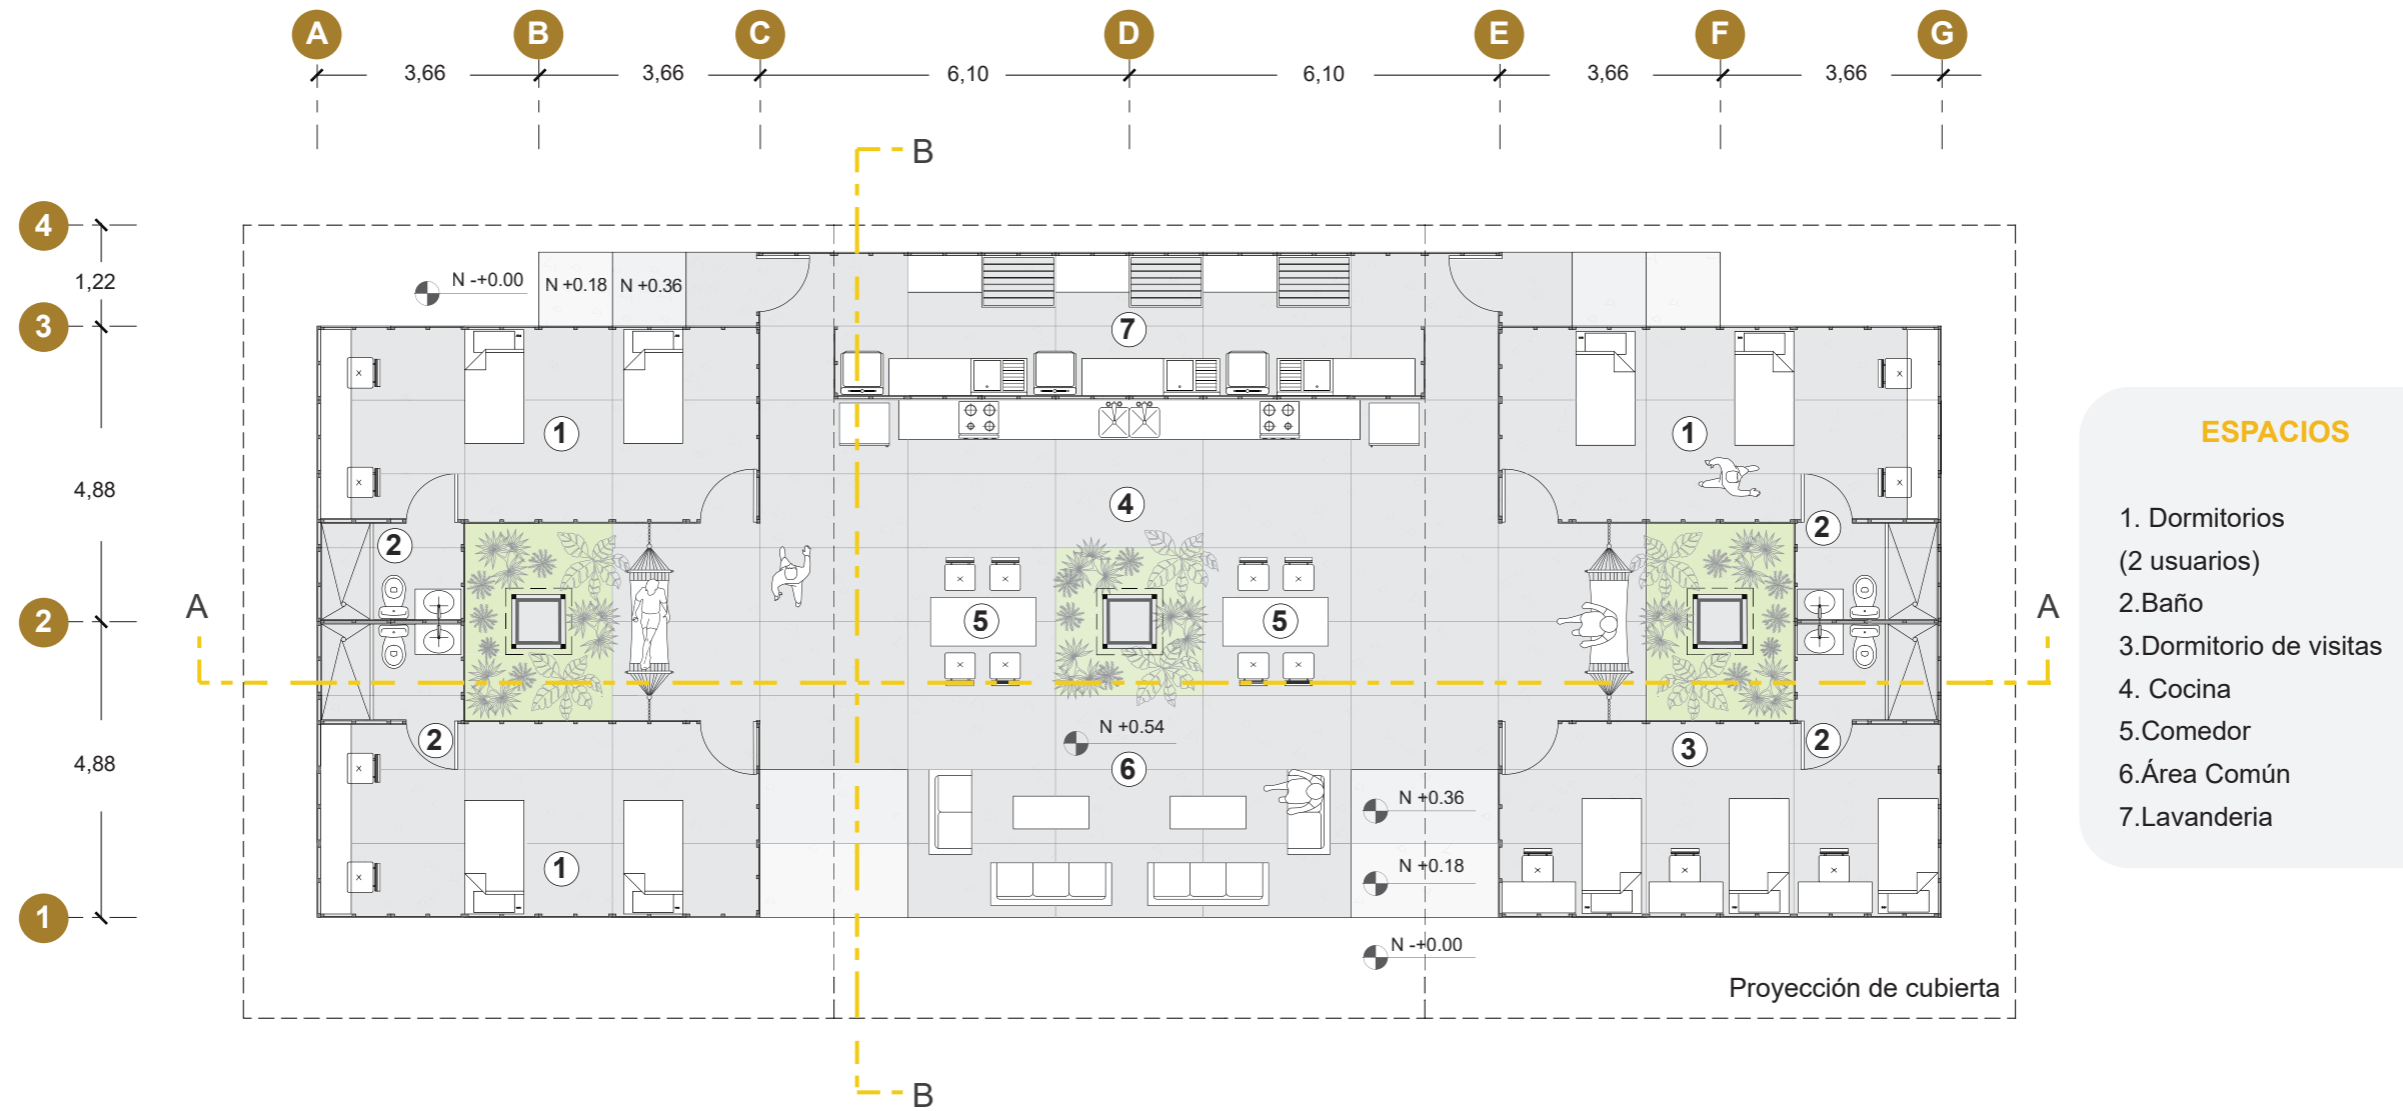 A B C D E F G
3,66 3,66 6,10 6,10 3,66 3,66
B
4
1,22
N -+0.00 N +0.18 N +0.36
3
7
1 1
4,88
4
2 2
A A
2
5 5
N +0.54
2 3 2
4,88
6
N +0.36
1
N +0.18
1
N -+0.00
Proyección de cubierta
B
ESPACIOS
1. Dormitorios
(2 usuarios)
2.Baño
3.Dormitorio de visitas
4. Cocina
5.Comedor
6.Área Común
7.Lavanderia